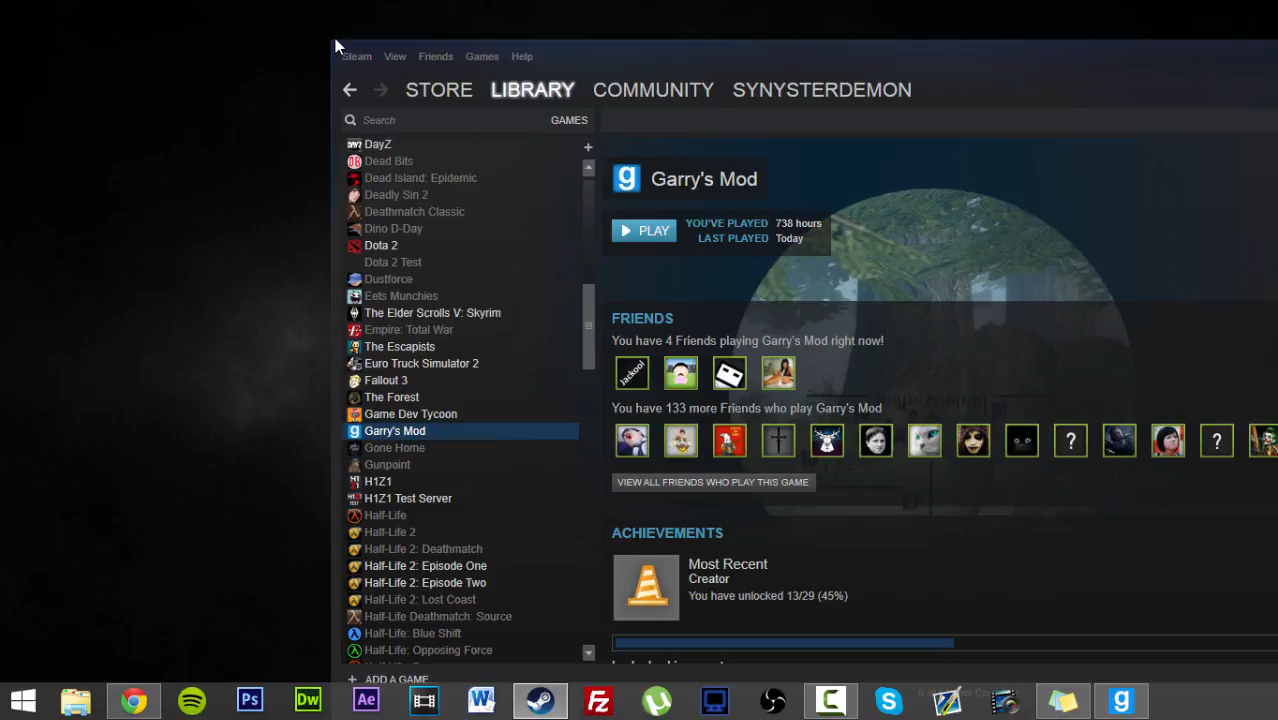 Steam View Friends Games Help
STORE LIBRARY COMMUNITY SYNYSTERDEMON
Search GAMES
DayZ
Dead Bits
Dead Island: Epidemic
Deadly Sin 2
Deathmatch Classic
Dino D-Day
Dota 2
Dota 2 Test
Dustforce
Eets Munchies
The Elder Scrolls V: Skyrim
Empire: Total War
The Escapists
Euro Truck Simulator 2
Fallout 3
The Forest
Game Dev Tycoon
Garry's Mod
Gone Home
Gunpoint
H1Z1
H1Z1 Test Server
Half-Life
Half-Life 2
Half-Life 2: Deathmatch
Half-Life 2: Episode One
Half-Life 2: Episode Two
Half-Life 2: Lost Coast
Half-Life Deathmatch: Source
Half-Life: Blue Shift
Half-Life: Opposing Force
+ ADD A GAME
g Garry's Mod
PLAY
YOU'VE PLAYED 738 hours
LAST PLAYED Today
FRIENDS
You have 4 Friends playing Garry's Mod right now!
Jackool
You have 133 more Friends who play Garry's Mod
? ?
VIEW ALL FRIENDS WHO PLAY THIS GAME
ACHIEVEMENTS
Most Recent
Creator
You have unlocked 13/29 (45%)
Ps Dw Ae W Fz µ C S g